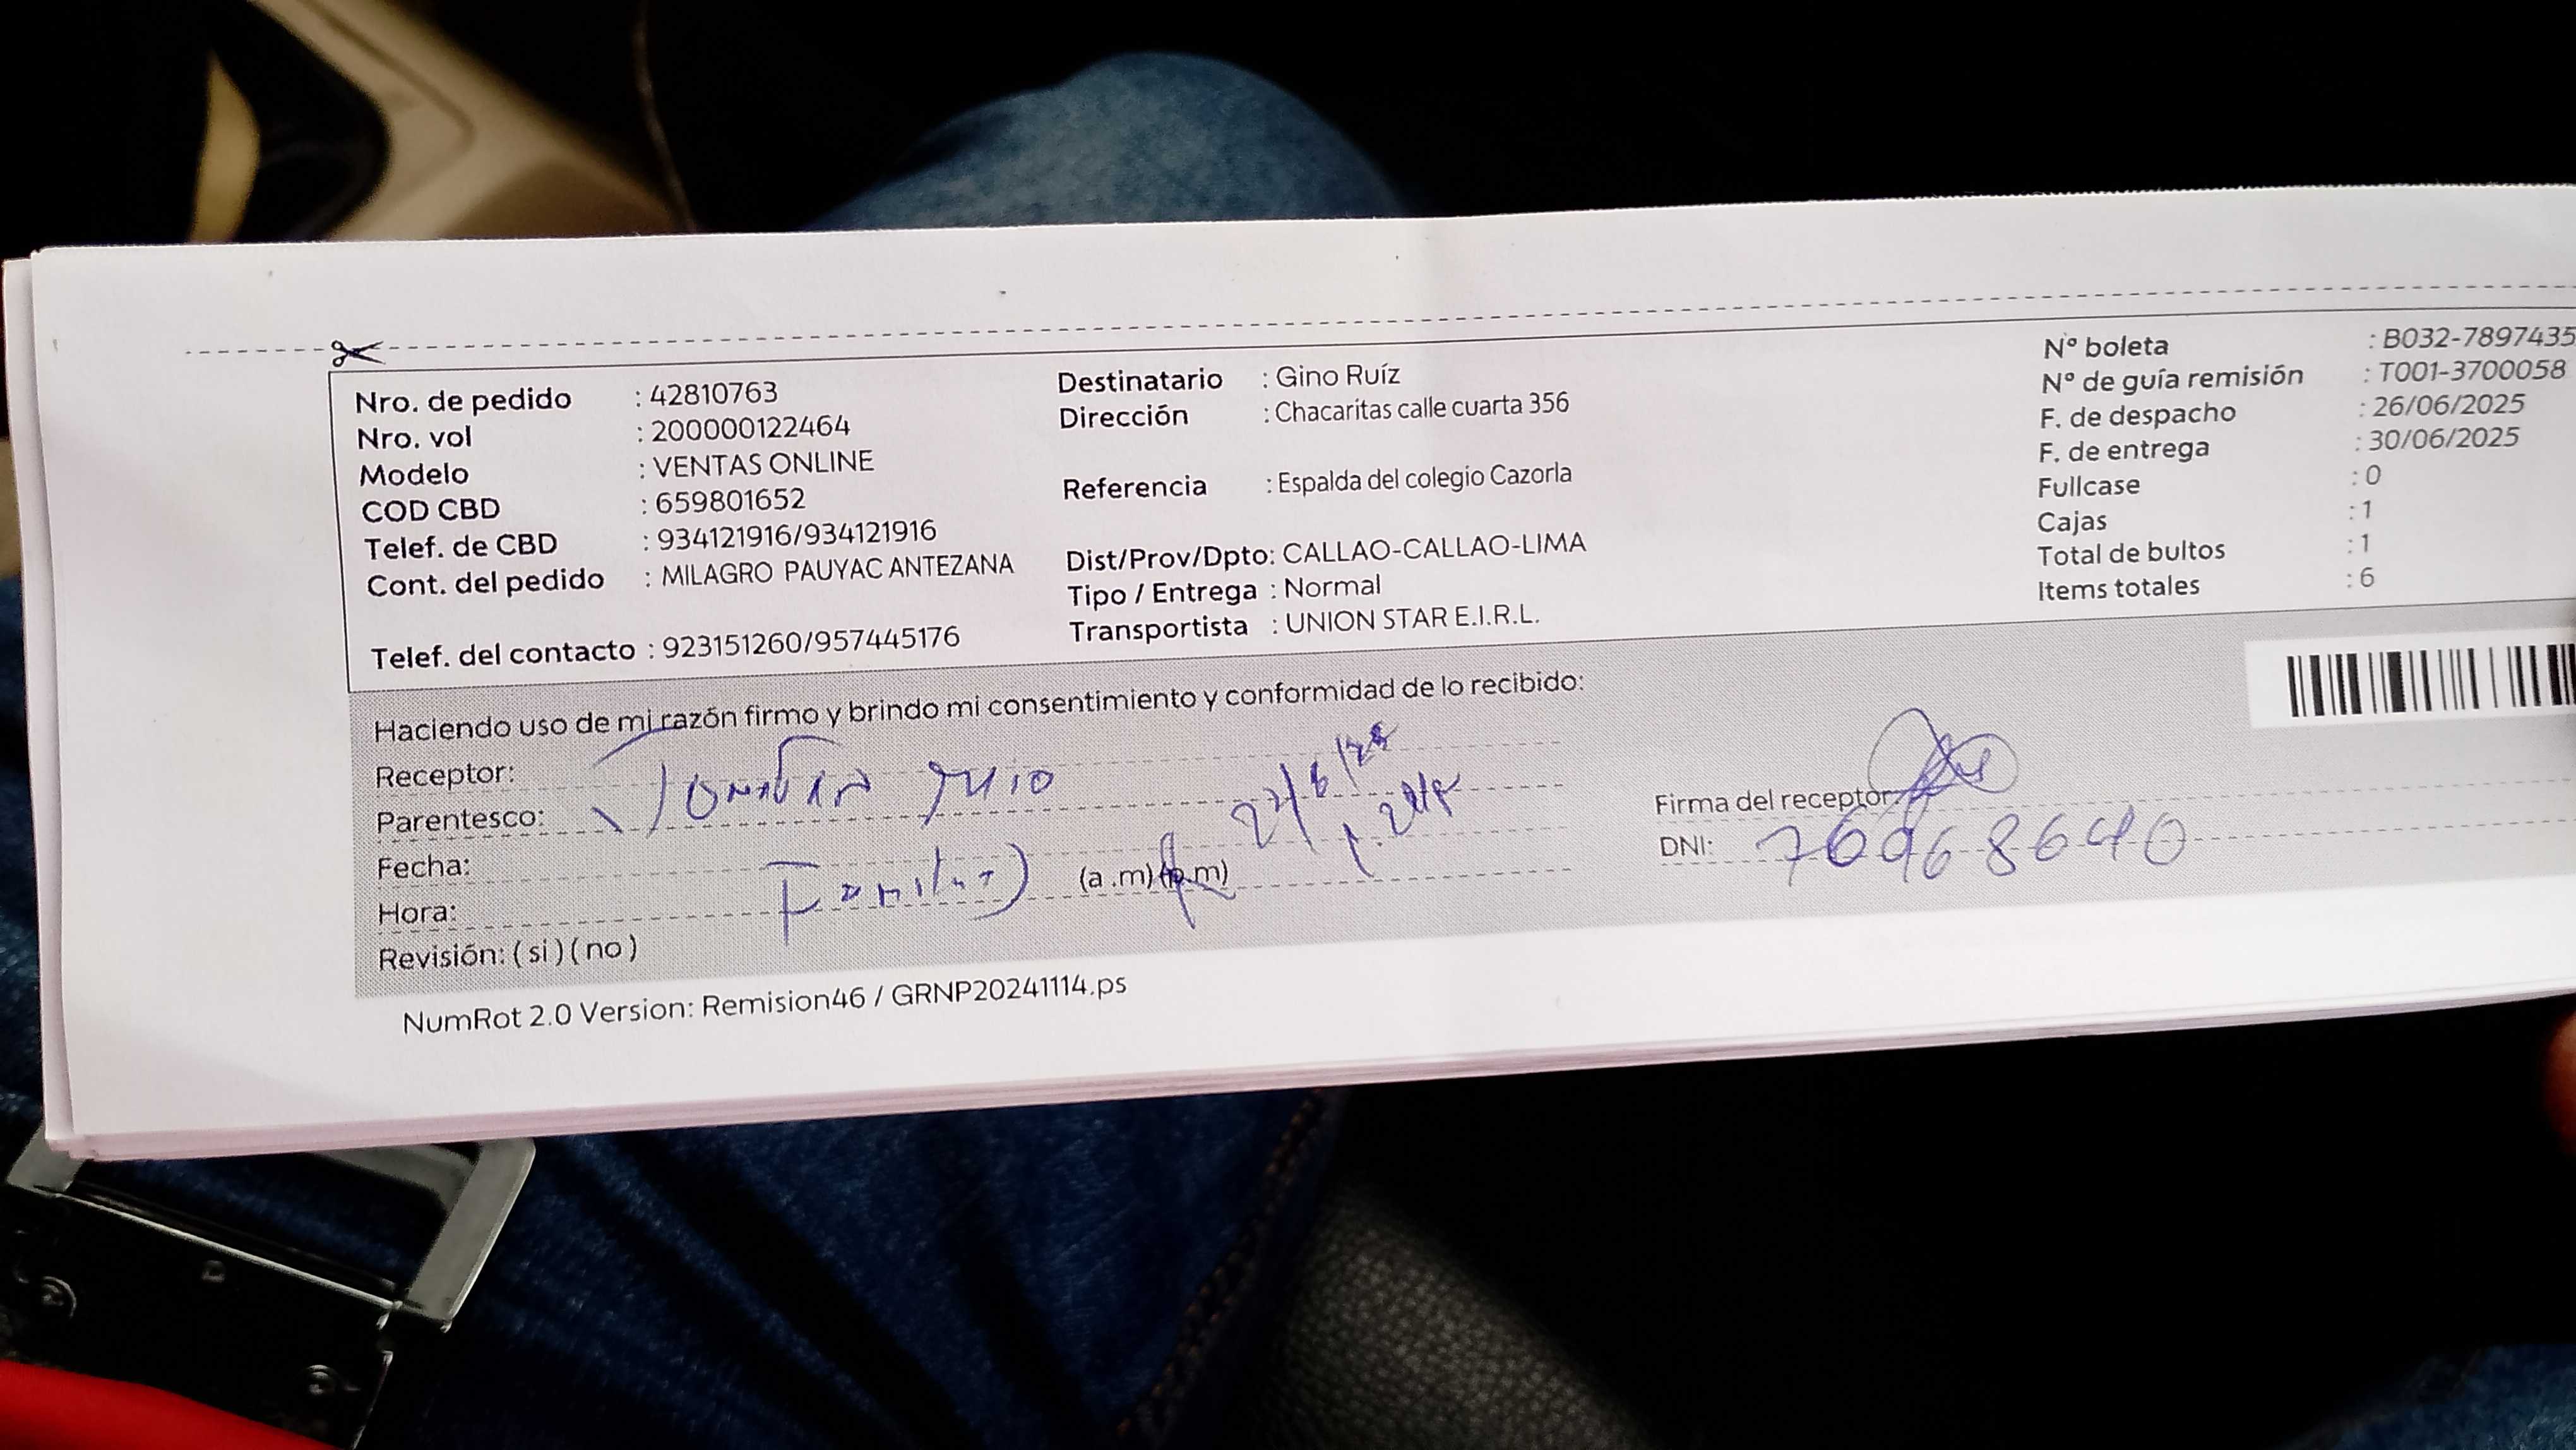 Nro. de pedido : 42810763
Nro. vol : 200000122464
Modelo : VENTAS ONLINE
COD CBD : 659801652
Telef. de CBD : 934121916/934121916
Cont. del pedido : MILAGRO PAUYAC ANTEZANA
Telef. del contacto : 923151260/957445176
Destinatario : Gino Ruíz
Dirección : Chacaritas calle cuarta 356
Referencia : Espalda del colegio Cazorla
Dist/Prov/Dpto: CALLAO-CALLAO-LIMA
Tipo / Entrega : Normal
Transportista : UNION STAR E.I.R.L.
Nº boleta : B032-7897435
Nº de guía remisión : T001-3700058
F. de despacho : 26/06/2025
F. de entrega : 30/06/2025
Fullcase : 0
Cajas : 1
Total de bultos : 1
Items totales : 6
Haciendo uso de mi razón firmo y brindo mi consentimiento y conformidad de lo recibido:
Receptor:
Parentesco:
Fecha:
Hora: (a .m) (p.m)
Revisión: ( si ) ( no )
Firma del receptor:
DNI: 76968640
NumRot 2.0 Version: Remision46 / GRNP20241114.ps